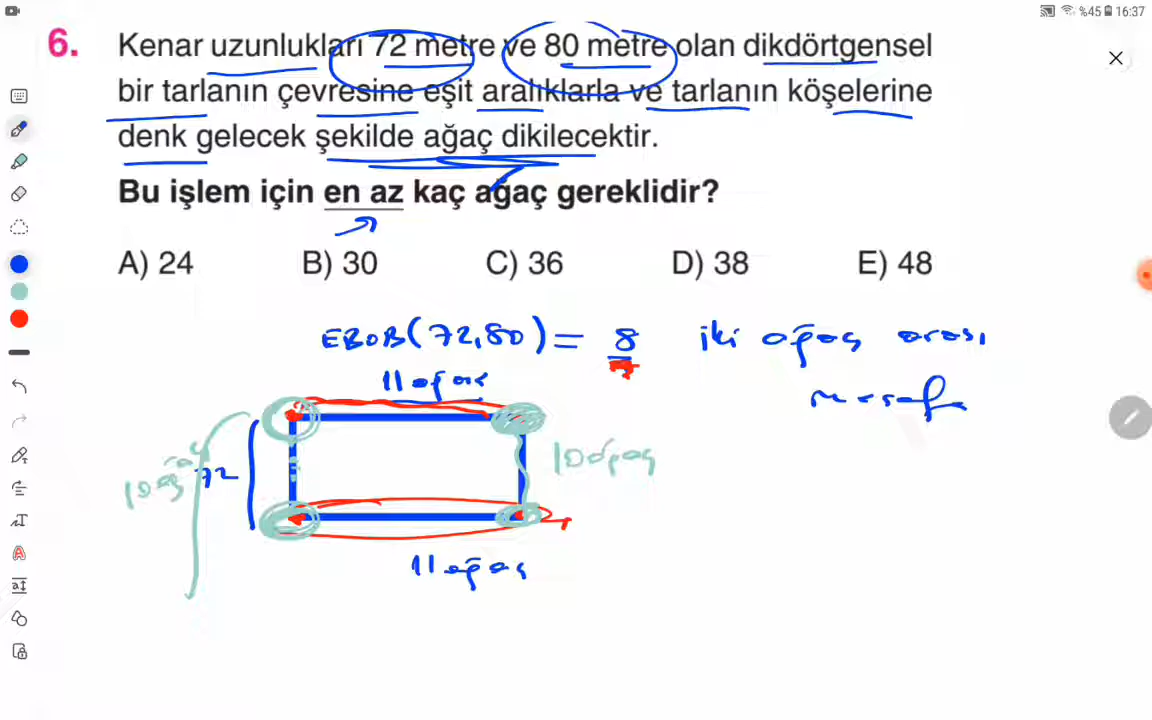 %45 16:37
6. Kenar uzunlukları 72 metre ve 80 metre olan dikdörtgensel
bir tarlanın çevresine eşit aralıklarla ve tarlanın köşelerine
denk gelecek şekilde ağaç dikilecektir.
Bu işlem için en az kaç ağaç gereklidir?
A) 24 B) 30 C) 36 D) 38 E) 48
EBOB(72,80) = 8 iki ağaç arası
11 ağaç
10 ağaç
72
10 ağaç
11 ağaç